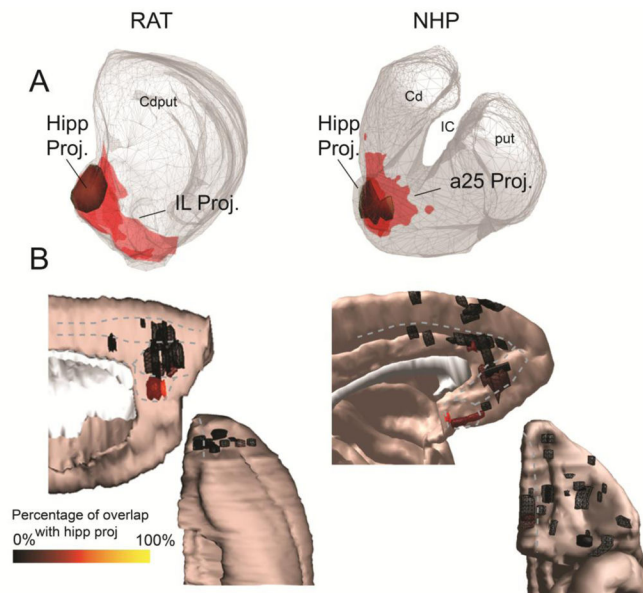 RAT
NHP
A
Cdput
Hipp
Proj.
IL Proj.
Cd
IC
put
Hipp
Proj.
a25 Proj.
B
Percentage of overlap
with hipp proj
0%
100%